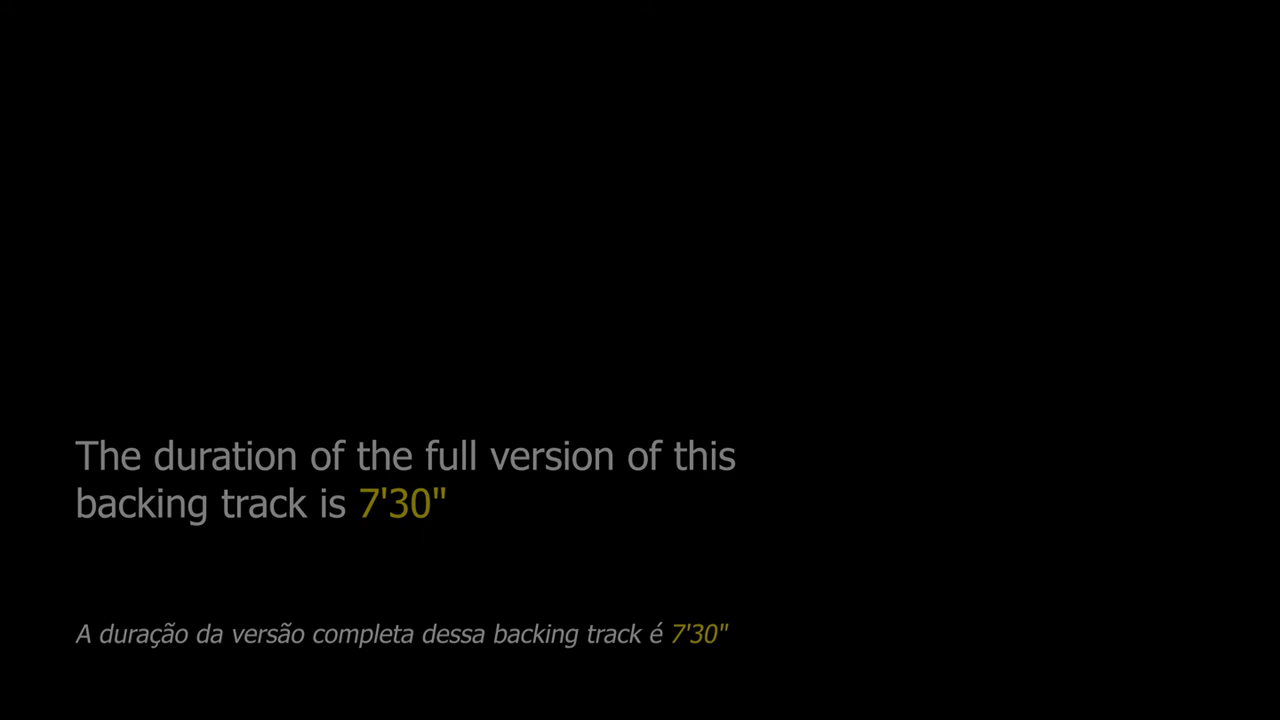 The duration of the full version of this
backing track is 7'30"
A duração da versão completa dessa backing track é 7'30"